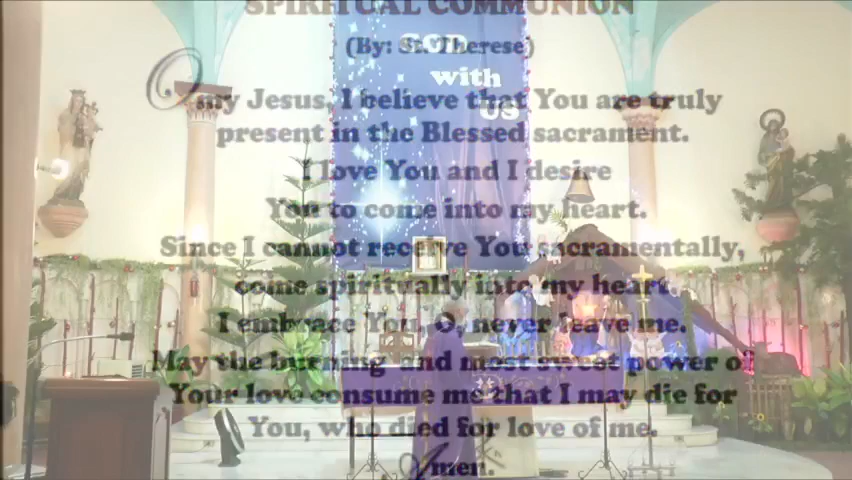 SPIRITUAL COMMUNION
(By: St. Therese)
GOD
with
US
O my Jesus, I believe that You are truly
present in the Blessed sacrament.
I love You and I desire
You to come into my heart.
Since I cannot receive You sacramentally,
come spiritually into my heart.
I embrace You, O, never leave me.
May the burning and most sweet power of
Your love consume me that I may die for
You, who died for love of me.
Amen.